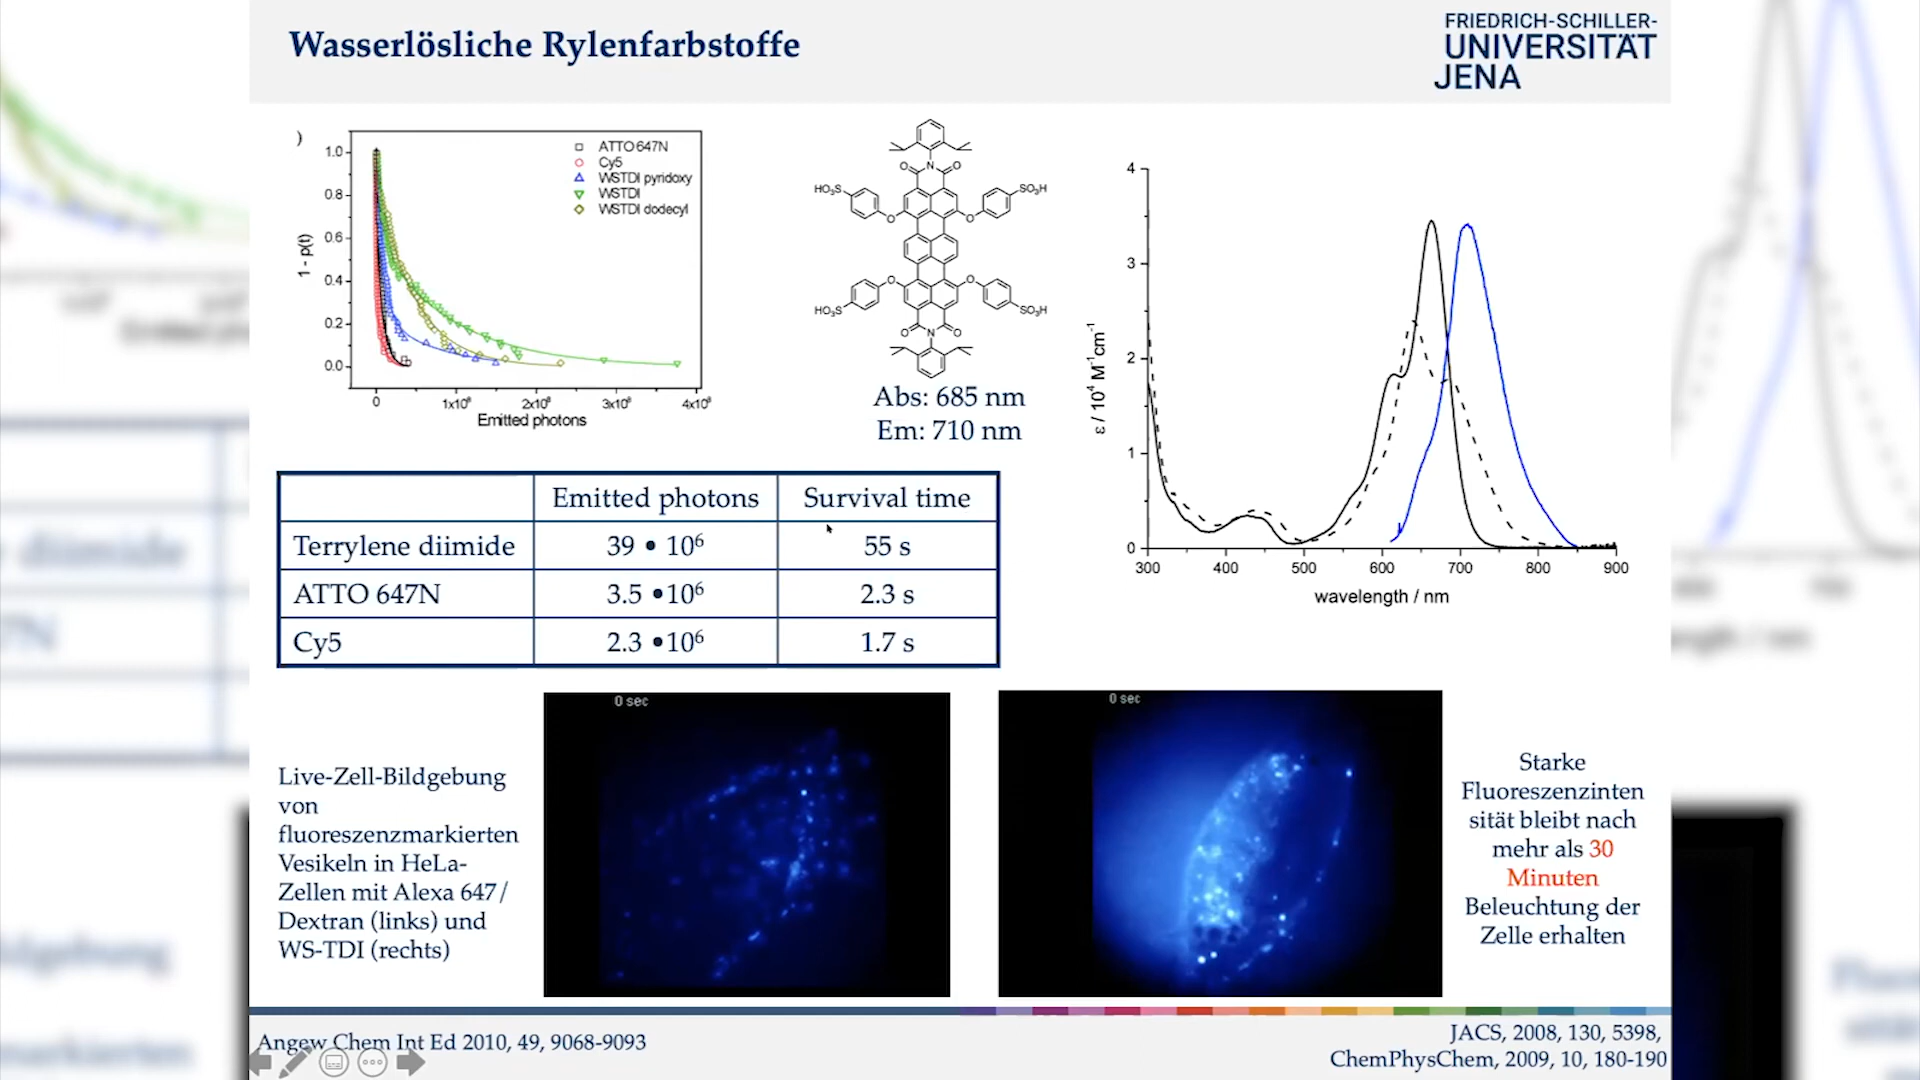 Wasserlösliche Rylenfarbstoffe
FRIEDRICH-SCHILLER-
UNIVERSITÄT
JENA
)
ATTO 647N
Cy5
WSTDI pyridoxy
WSTDI
WSTDI dodecyl
1.0
0.8
0.6
0.4
0.2
0.0
1 - p(t)
0
1x10⁸
2x10⁸
3x10⁸
4x10⁸
Emitted photons
HO₃S
SO₃H
O
N
O
O
O
O
O
HO₃S
SO₃H
O
N
O
Abs: 685 nm
Em: 710 nm
4
3
2
1
0
ε / 10⁴ M⁻¹cm⁻¹
300
400
500
600
700
800
900
wavelength / nm
Emitted photons
Survival time
Terrylene diimide
39 • 10⁶
55 s
ATTO 647N
3.5 •10⁶
2.3 s
Cy5
2.3 •10⁶
1.7 s
0 sec
0 sec
Live-Zell-Bildgebung
von
fluoreszenzmarkierten
Vesikeln in HeLa-
Zellen mit Alexa 647/
Dextran (links) und
WS-TDI (rechts)
Starke
Fluoreszenzinten
sität bleibt nach
mehr als 30
Minuten
Beleuchtung der
Zelle erhalten
Angew Chem Int Ed 2010, 49, 9068-9093
JACS, 2008, 130, 5398,
ChemPhysChem, 2009, 10, 180-190